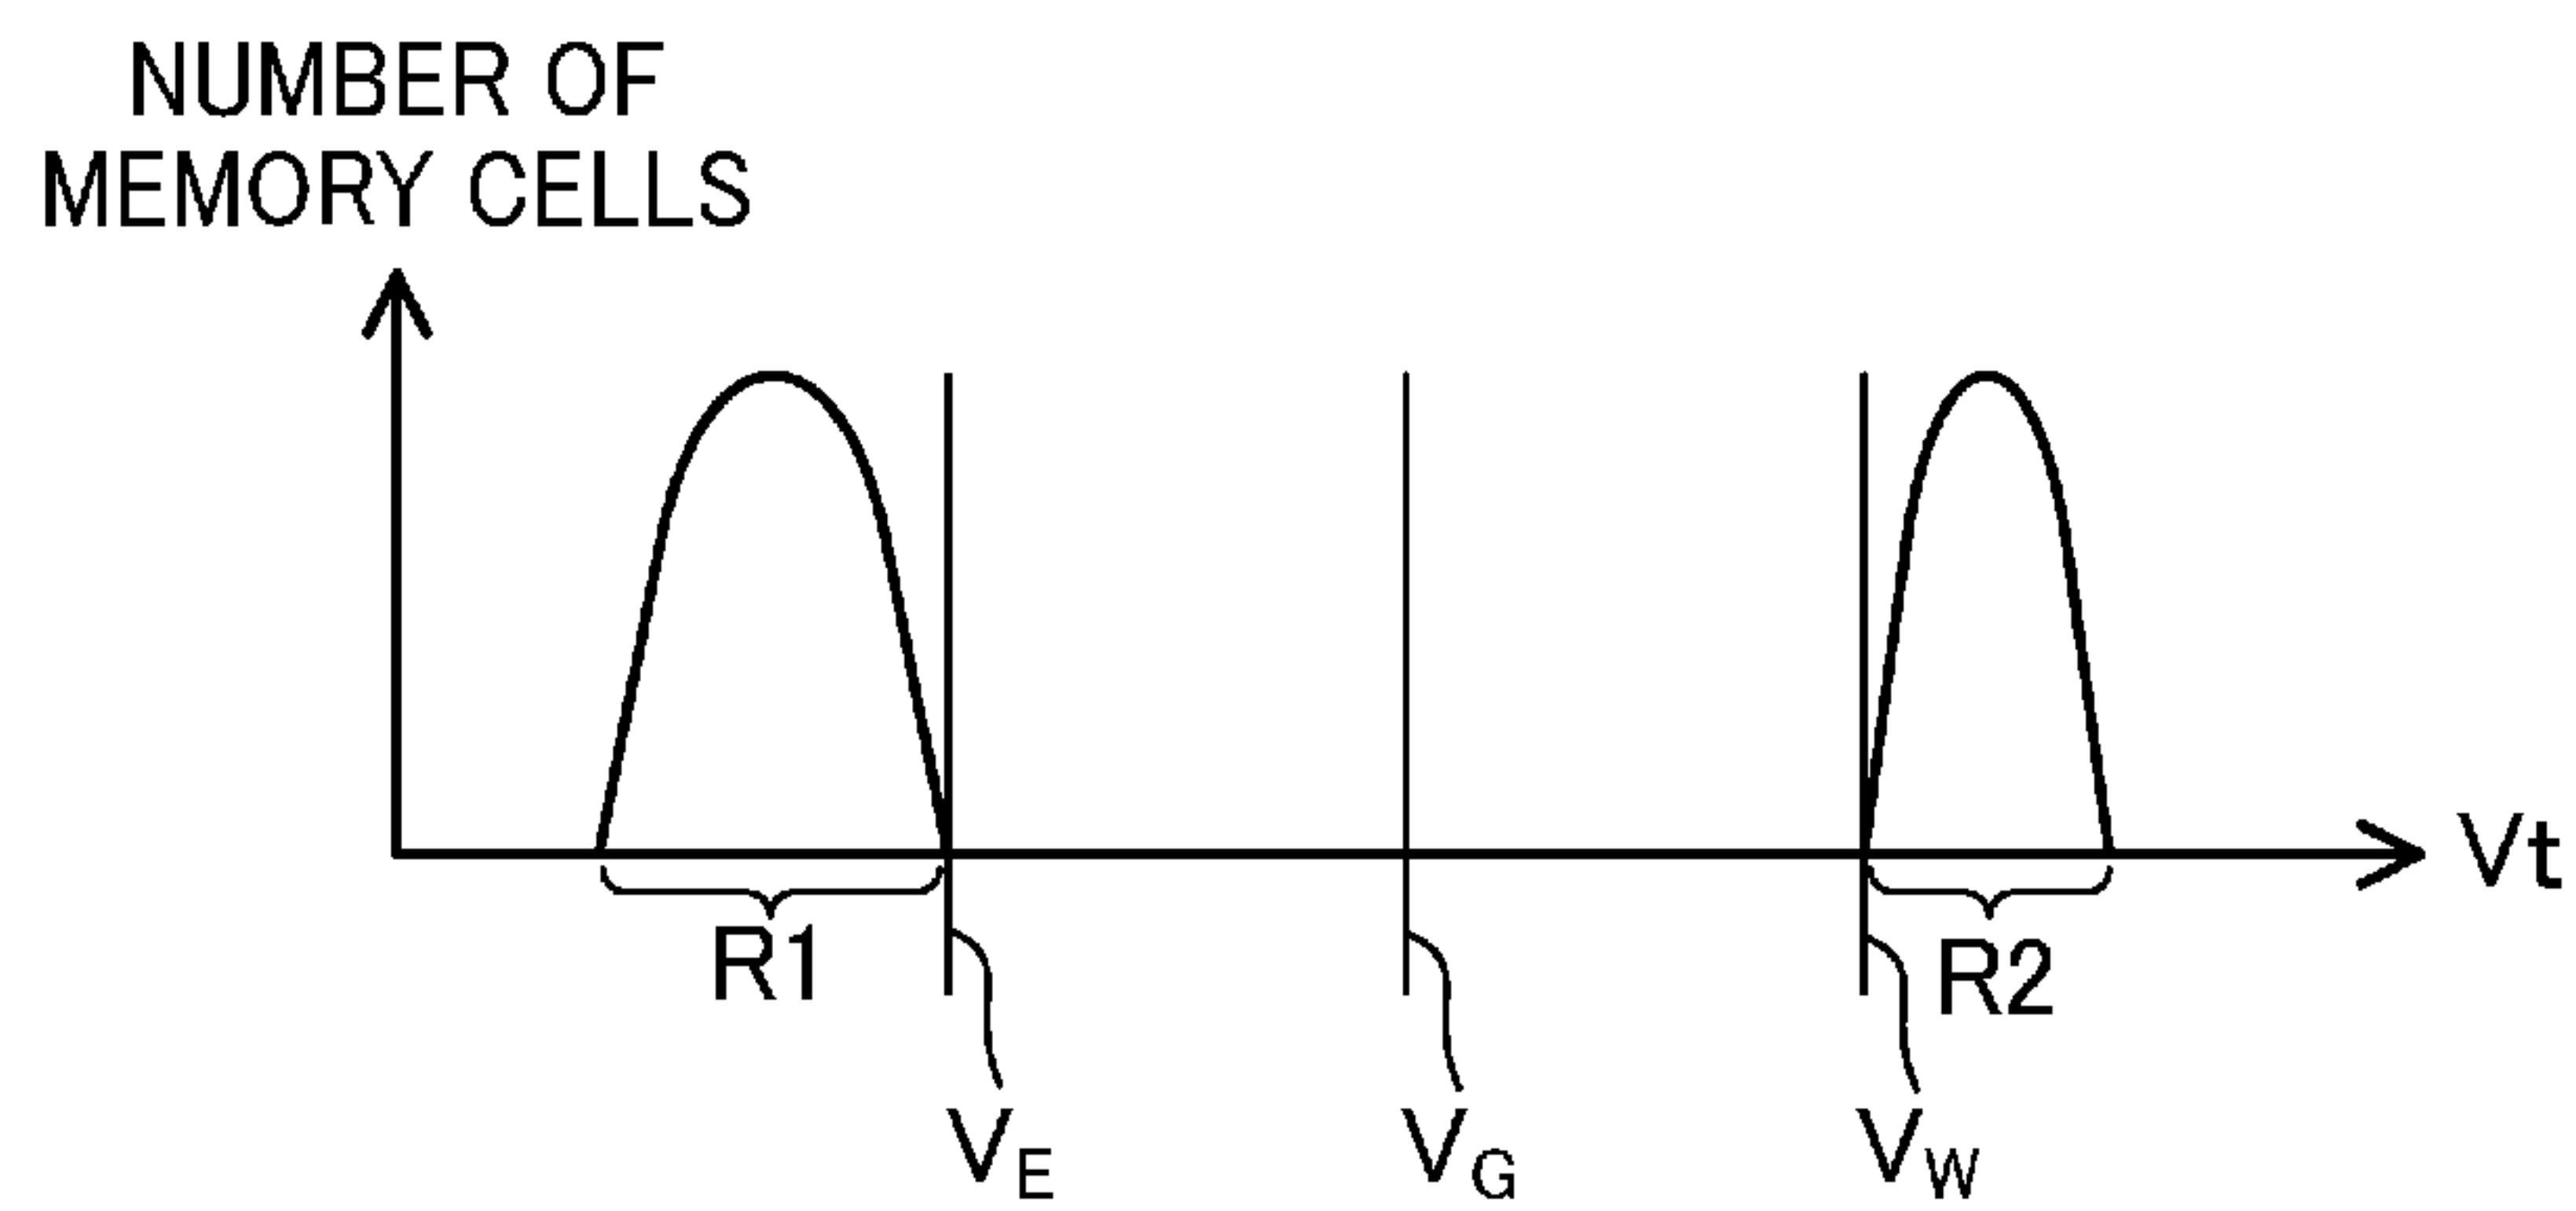 NUMBER OF
MEMORY CELLS
Vt
R1
R2
VE
VG
VW